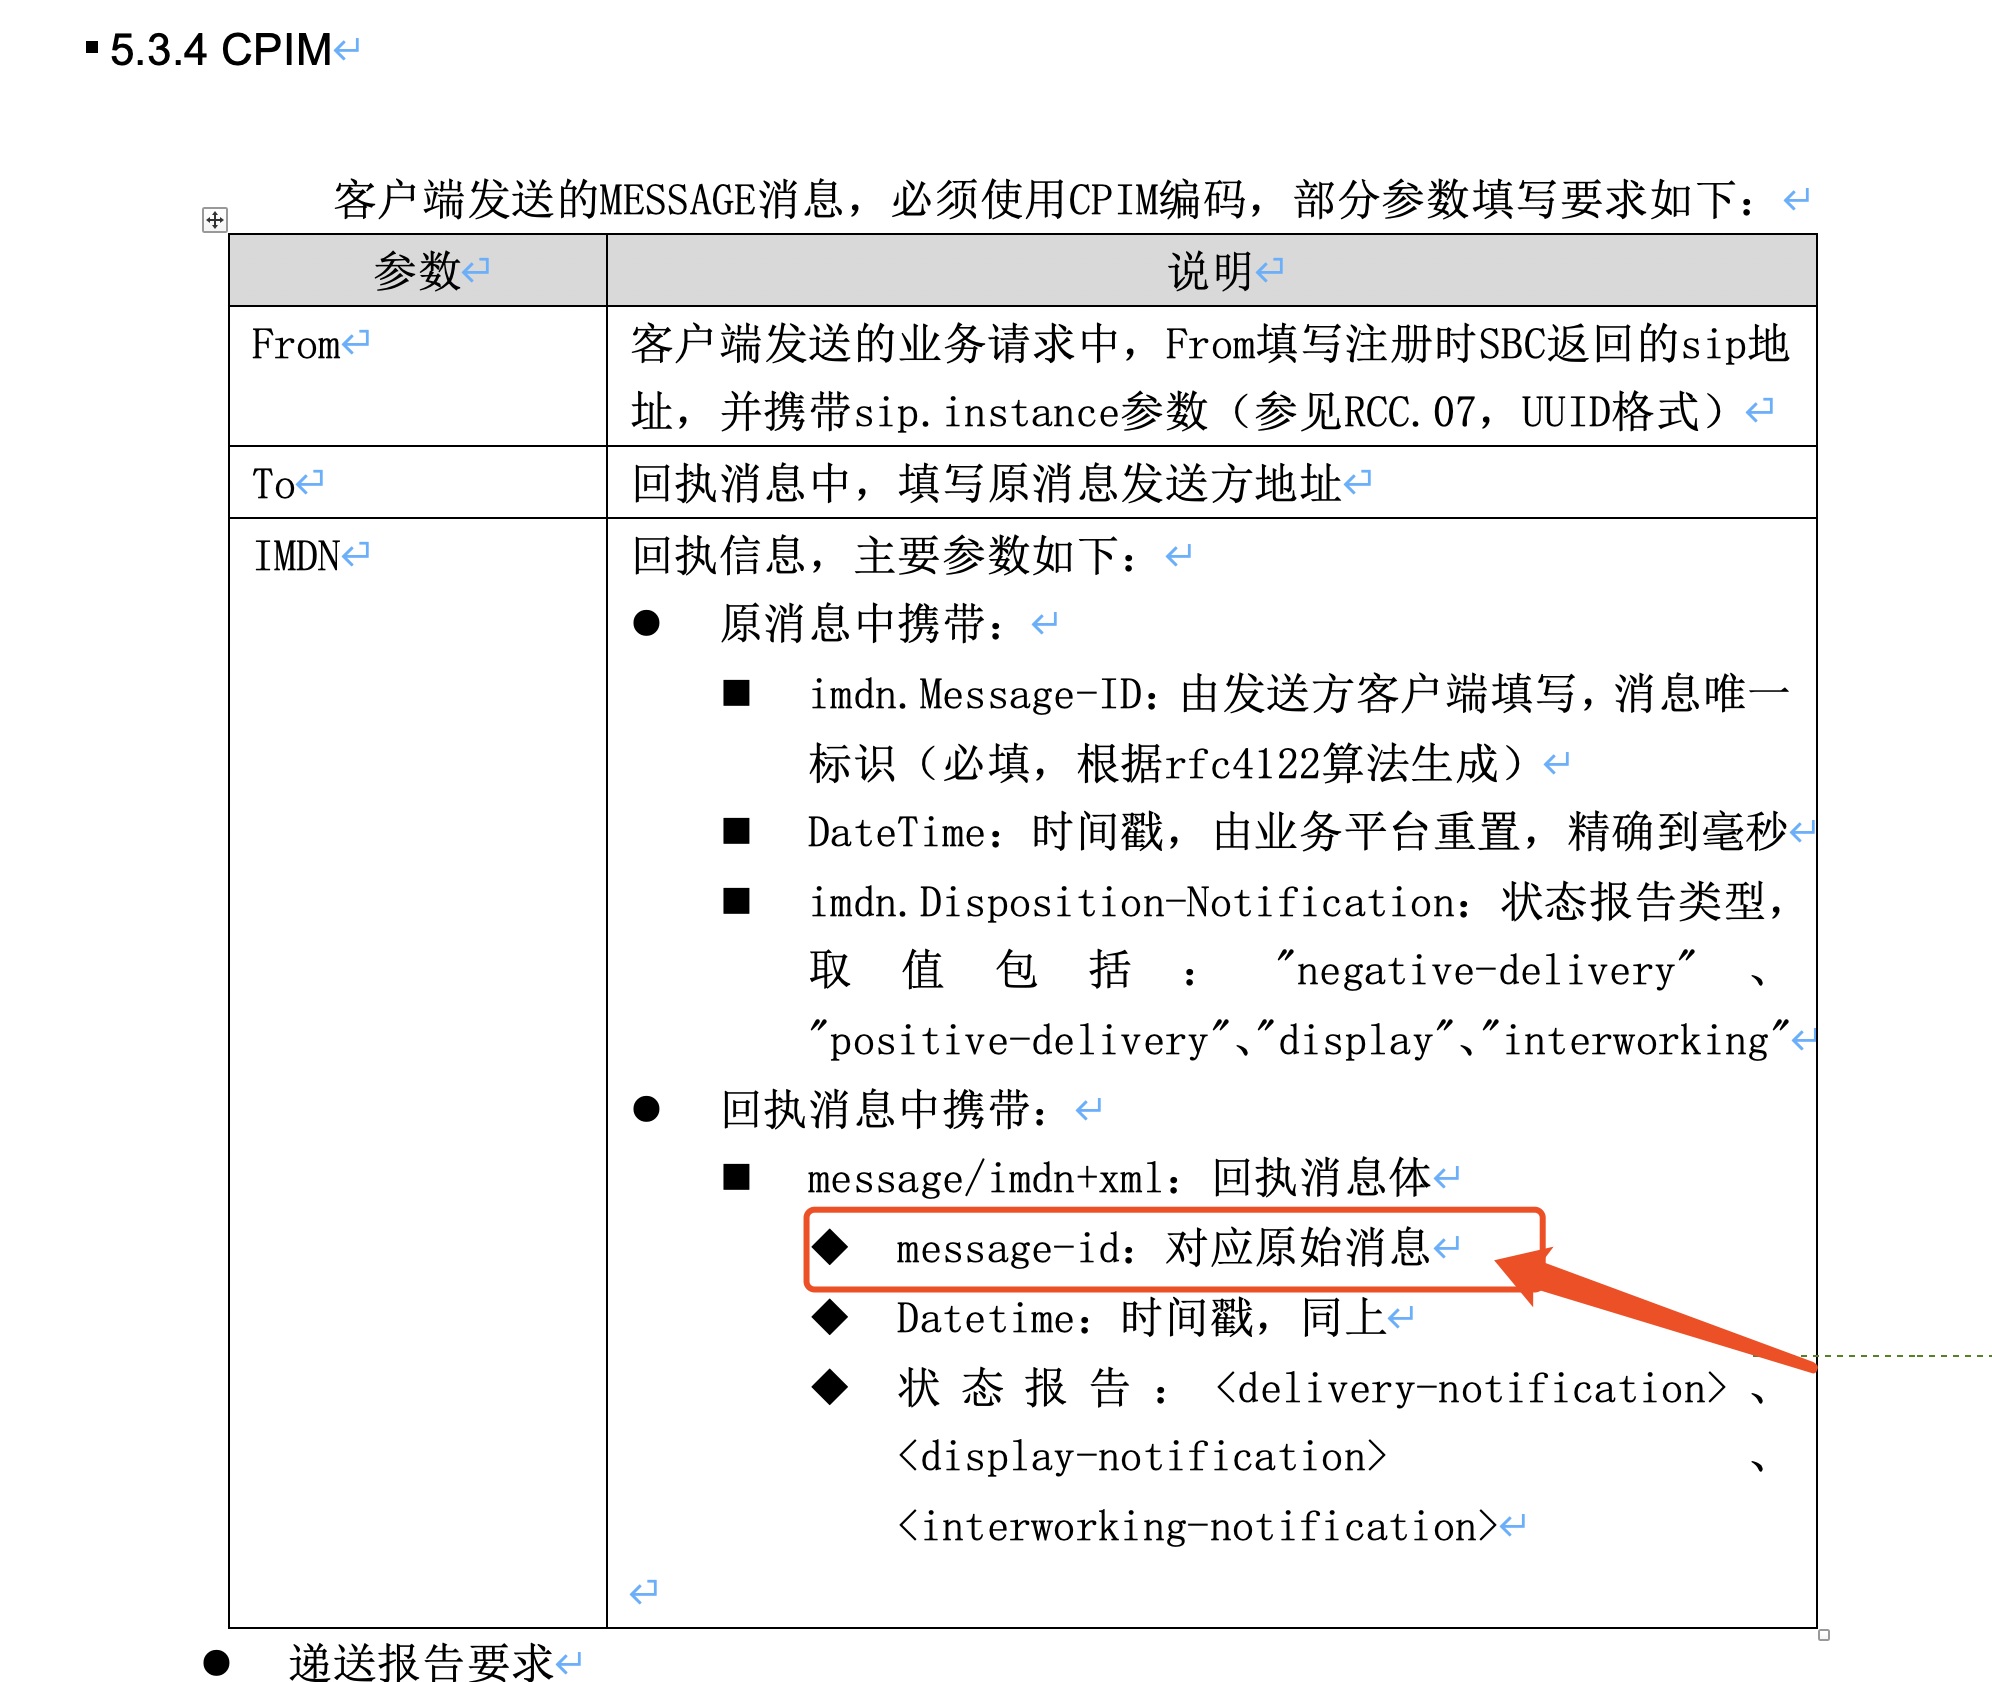 5.3.4 CPIM
客户端发送的MESSAGE消息，必须使用CPIM编码，部分参数填写要求如下：
参数
说明
From
客户端发送的业务请求中，From填写注册时SBC返回的sip地
址，并携带sip.instance参数（参见RCC.07，UUID格式）
To
回执消息中，填写原消息发送方地址
IMDN
回执信息，主要参数如下：
● 原消息中携带：
■ imdn.Message-ID：由发送方客户端填写，消息唯一
标识（必填，根据rfc4122算法生成）
■ DateTime：时间戳，由业务平台重置，精确到毫秒
■ imdn.Disposition-Notification：状态报告类型，
取值包括："negative-delivery"、
"positive-delivery"、"display"、"interworking"
● 回执消息中携带：
■ message/imdn+xml：回执消息体
◆ message-id：对应原始消息
◆ Datetime：时间戳，同上
◆ 状态报告：<delivery-notification>、
<display-notification>、
<interworking-notification>
● 递送报告要求